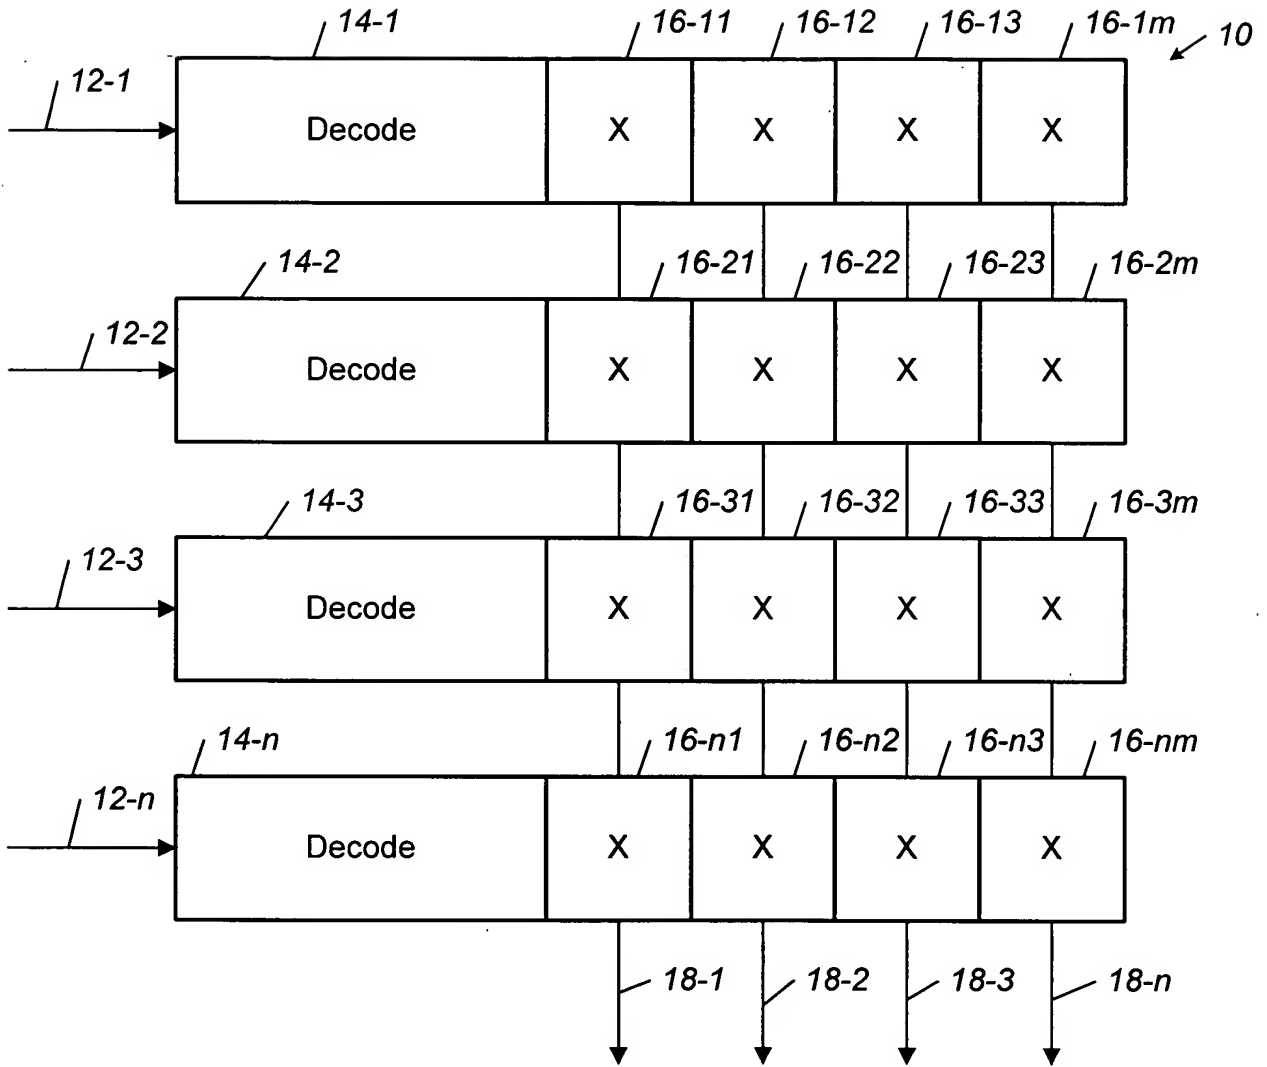 14-1 16-11 16-12 16-13 16-1m 10
12-1
Decode X X X X
14-2 16-21 16-22 16-23 16-2m
12-2
Decode X X X X
14-3 16-31 16-32 16-33 16-3m
12-3
Decode X X X X
14-n 16-n1 16-n2 16-n3 16-nm
12-n
Decode X X X X
18-1 18-2 18-3 18-n